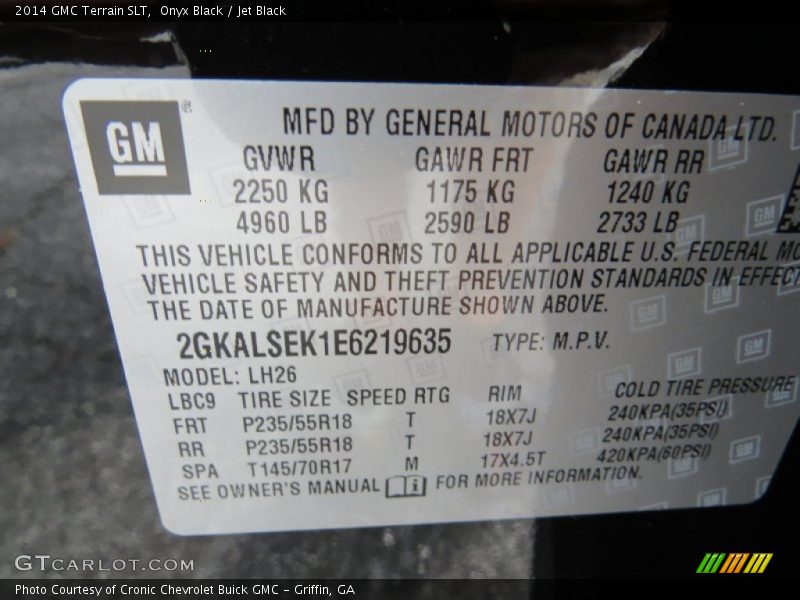 2014 GMC Terrain SLT, Onyx Black / Jet Black
GM®
MFD BY GENERAL MOTORS OF CANADA LTD.
GVWR GAWR FRT GAWR RR
2250 KG 1175 KG 1240 KG
4960 LB 2590 LB 2733 LB
THIS VEHICLE CONFORMS TO ALL APPLICABLE U.S. FEDERAL MO
VEHICLE SAFETY AND THEFT PREVENTION STANDARDS IN EFFECT
THE DATE OF MANUFACTURE SHOWN ABOVE.
2GKALSEK1E6219635 TYPE: M.P.V.
MODEL: LH26
LBC9 TIRE SIZE SPEED RTG RIM COLD TIRE PRESSURE
FRT P235/55R18 T 18X7J 240KPA(35PSI)
RR P235/55R18 T 18X7J 240KPA(35PSI)
SPA T145/70R17 M 17X4.5T 420KPA(60PSI)
SEE OWNER'S MANUAL FOR MORE INFORMATION.
GTCARLOT.COM
Photo Courtesy of Cronic Chevrolet Buick GMC - Griffin, GA